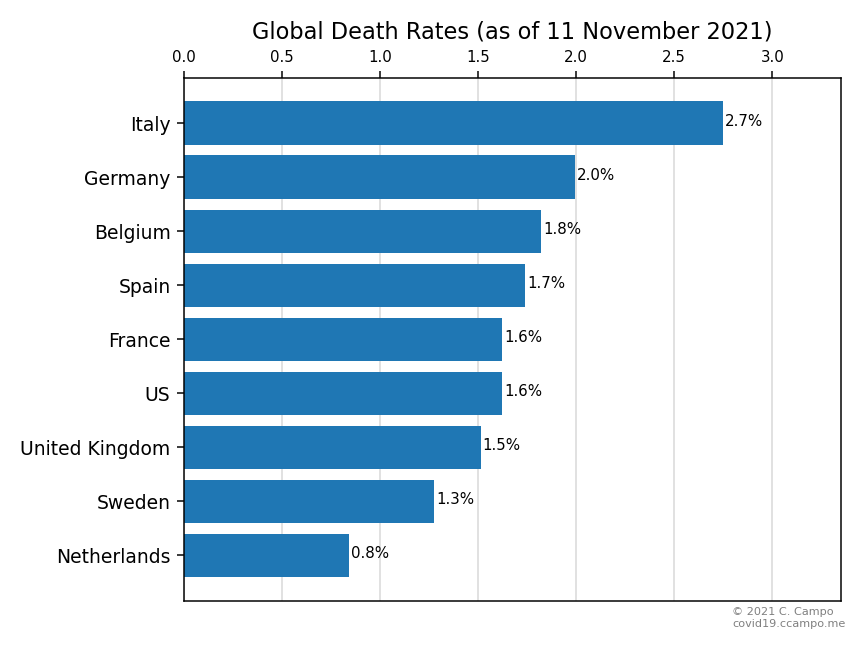 Global Death Rates (as of 11 November 2021)
0.0 0.5 1.0 1.5 2.0 2.5 3.0
Italy 2.7%
Germany 2.0%
Belgium 1.8%
Spain 1.7%
France 1.6%
US 1.6%
United Kingdom 1.5%
Sweden 1.3%
Netherlands 0.8%
© 2021 C. Campo
covid19.ccampo.me